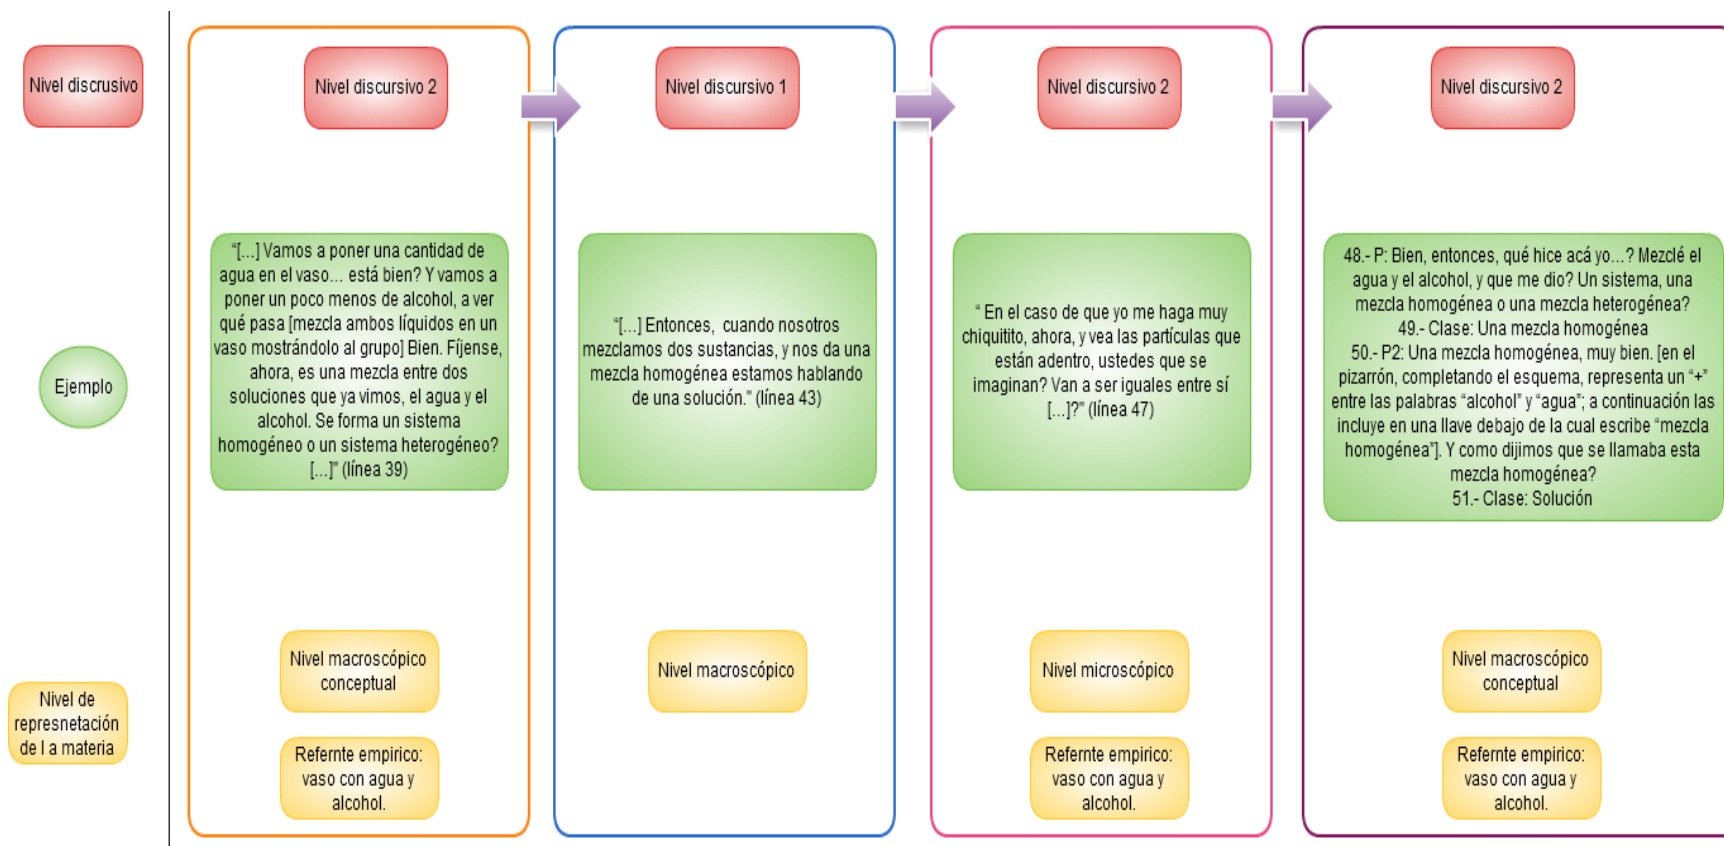 Nivel discrusivo
Nivel discursivo 2
Nivel discursivo 1
Nivel discursivo 2
Nivel discursivo 2
Ejemplo
“[...] Vamos a poner una cantidad de
agua en el vaso... está bien? Y vamos a
poner un poco menos de alcohol, a ver
qué pasa [mezcla ambos líquidos en un
vaso mostrándolo al grupo] Bien. Fíjense,
ahora, es una mezcla entre dos
soluciones que ya vimos, el agua y el
alcohol. Se forma un sistema
homogéneo o un sistema heterogéneo?
[...]" (línea 39)
“[...] Entonces, cuando nosotros
mezclamos dos sustancias, y nos da una
mezcla homogénea estamos hablando
de una solución." (línea 43)
“ En el caso de que yo me haga muy
chiquitito, ahora, y vea las partículas que
están adentro, ustedes que se
imaginan? Van a ser iguales entre sí
[...]?" (línea 47)
48.- P: Bien, entonces, qué hice acá yo...? Mezclé el
agua y el alcohol, y que me dio? Un sistema, una
mezcla homogénea o una mezcla heterogénea?
49.- Clase: Una mezcla homogénea
50.- P2: Una mezcla homogénea, muy bien. [en el
pizarrón, completando el esquema, representa un “+”
entre las palabras “alcohol” y “agua”; a continuación las
incluye en una llave debajo de la cual escribe “mezcla
homogénea”]. Y como dijimos que se llamaba esta
mezcla homogénea?
51.- Clase: Solución
Nivel de
represnetación
de l a materia
Nivel macroscópico
conceptual
Refernte empirico:
vaso con agua y
alcohol.
Nivel macroscópico
Nivel microscópico
Refernte empirico:
vaso con agua y
alcohol.
Nivel macroscópico
conceptual
Refernte empirico:
vaso con agua y
alcohol.